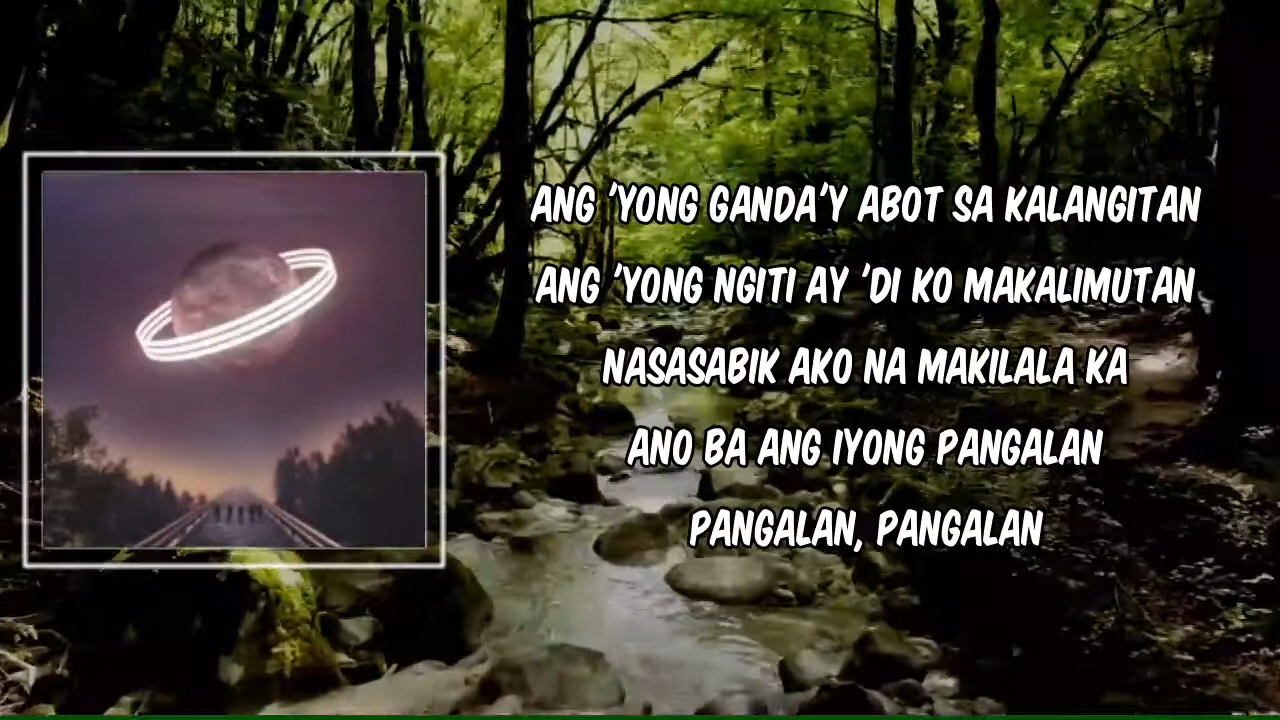 ANG 'YONG GANDA'Y ABOT SA KALANGITAN
ANG 'YONG NGITI AY 'DI KO MAKALIMUTAN
NASASABIK AKO NA MAKILALA KA
ANO BA ANG IYONG PANGALAN
PANGALAN, PANGALAN